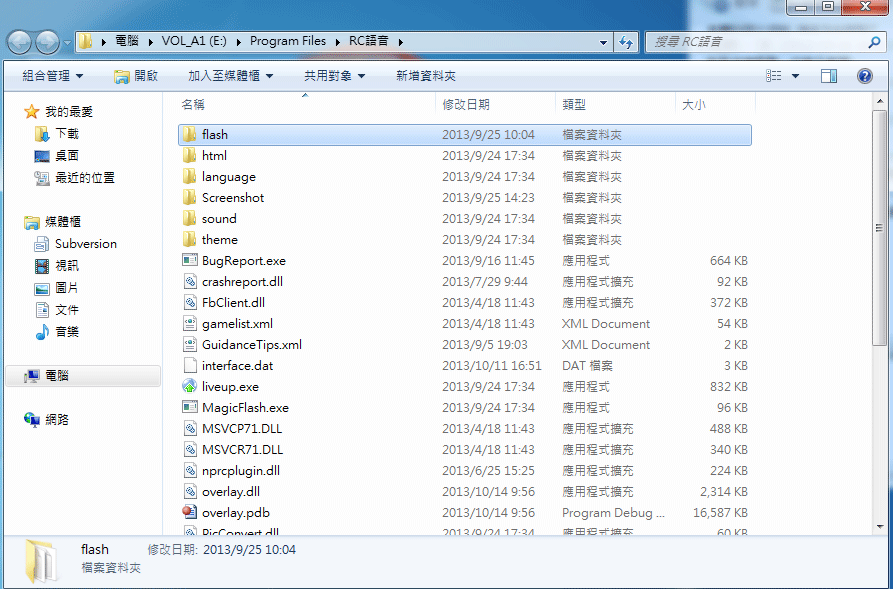 電腦 VOL_A1 (E:) Program Files RC語音
搜尋 RC語音
組合管理 開啟 加入至媒體櫃 共用對象 新增資料夾
我的最愛
下載
桌面
最近的位置
媒體櫃
Subversion
視訊
圖片
文件
音樂
電腦
網路
名稱 修改日期 類型 大小
flash 2013/9/25 10:04 檔案資料夾
html 2013/9/24 17:34 檔案資料夾
language 2013/9/24 17:34 檔案資料夾
Screenshot 2013/9/25 14:23 檔案資料夾
sound 2013/9/24 17:34 檔案資料夾
theme 2013/9/24 17:34 檔案資料夾
BugReport.exe 2013/9/16 11:45 應用程式 664 KB
crashreport.dll 2013/7/29 9:44 應用程式擴充 92 KB
FbClient.dll 2013/4/18 11:43 應用程式擴充 372 KB
gamelist.xml 2013/4/18 11:43 XML Document 54 KB
GuidanceTips.xml 2013/9/5 19:03 XML Document 2 KB
interface.dat 2013/10/11 16:51 DAT 檔案 3 KB
liveup.exe 2013/9/24 17:34 應用程式 832 KB
MagicFlash.exe 2013/9/24 17:34 應用程式 96 KB
MSVCP71.DLL 2013/4/18 11:43 應用程式擴充 488 KB
MSVCR71.DLL 2013/4/18 11:43 應用程式擴充 340 KB
nprcplugin.dll 2013/6/25 15:25 應用程式擴充 224 KB
overlay.dll 2013/10/14 9:56 應用程式擴充 2,314 KB
overlay.pdb 2013/10/14 9:56 Program Debug ... 16,587 KB
PicConvert.dll 2013/9/24 17:34 應用程式擴充 60 KB
flash 修改日期: 2013/9/25 10:04
檔案資料夾